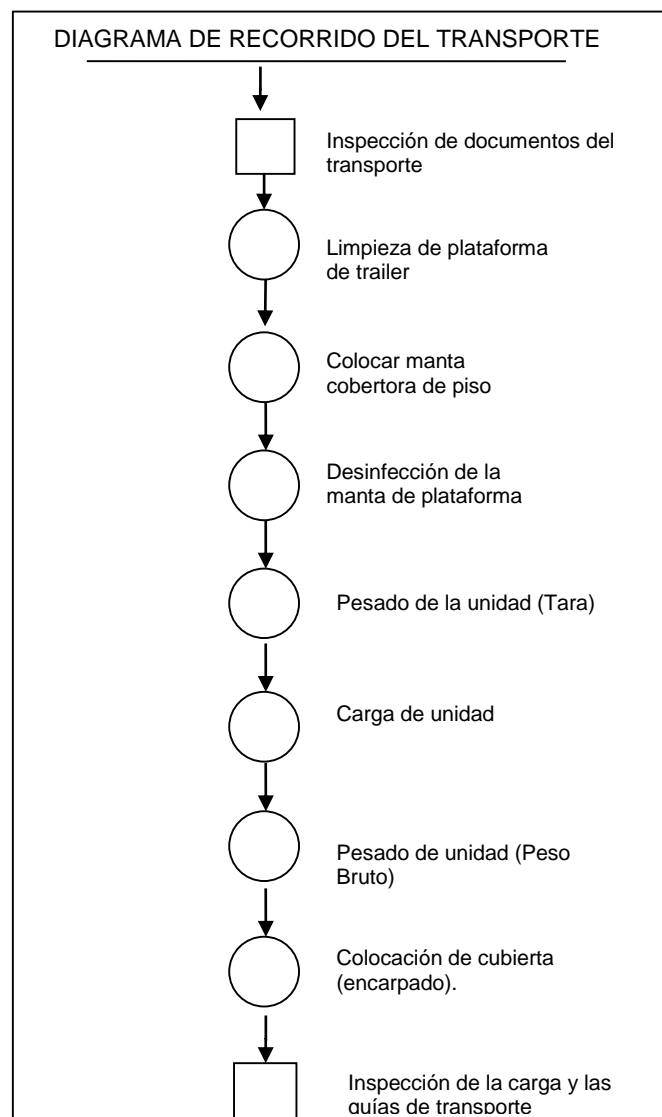 DIAGRAMA DE RECORRIDO DEL TRANSPORTE
Inspección de documentos del
transporte
Limpieza de plataforma
de trailer
Colocar manta
cobertora de piso
Desinfección de la
manta de plataforma
Pesado de la unidad (Tara)
Carga de unidad
Pesado de unidad (Peso
Bruto)
Colocación de cubierta
(encarpado).
Inspección de la carga y las
guías de transporte